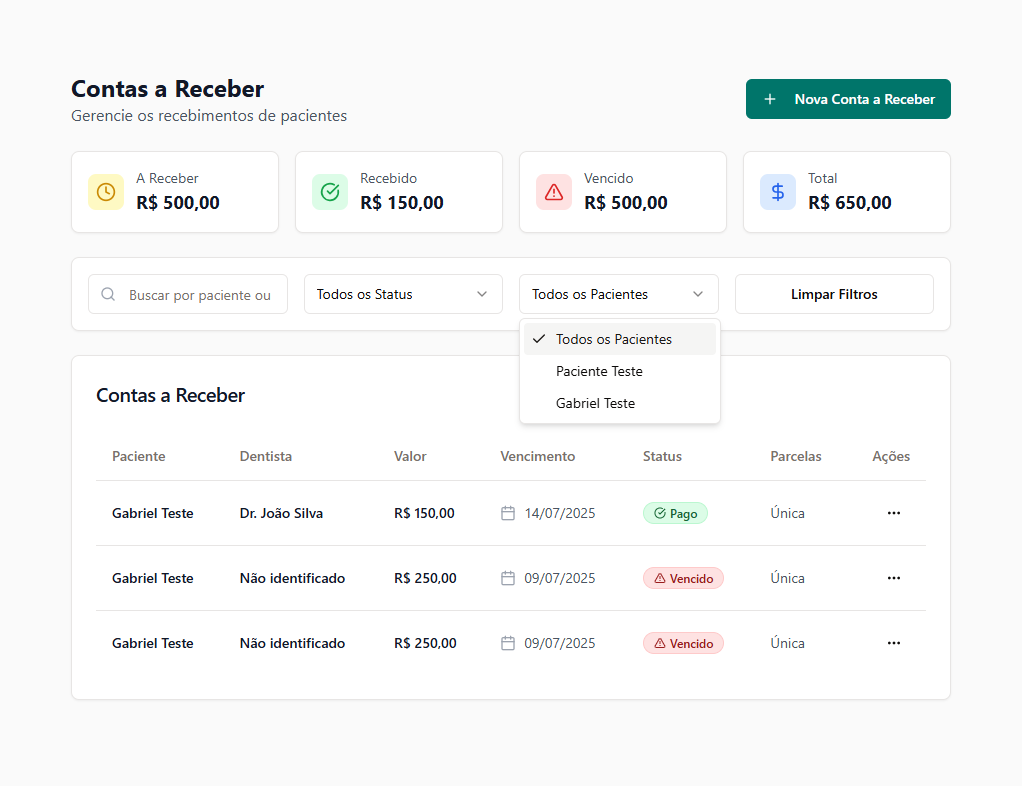 Contas a Receber
Gerencie os recebimentos de pacientes
Nova Conta a Receber
A Receber
R$ 500,00
Recebido
R$ 150,00
Vencido
R$ 500,00
Total
R$ 650,00
Buscar por paciente ou
Todos os Status
Todos os Pacientes
Limpar Filtros
Todos os Pacientes
Paciente Teste
Gabriel Teste
Contas a Receber
Paciente Dentista Valor Vencimento Status Parcelas Ações
Gabriel Teste Dr. João Silva R$ 150,00 14/07/2025 Pago Única
Gabriel Teste Não identificado R$ 250,00 09/07/2025 Vencido Única
Gabriel Teste Não identificado R$ 250,00 09/07/2025 Vencido Única